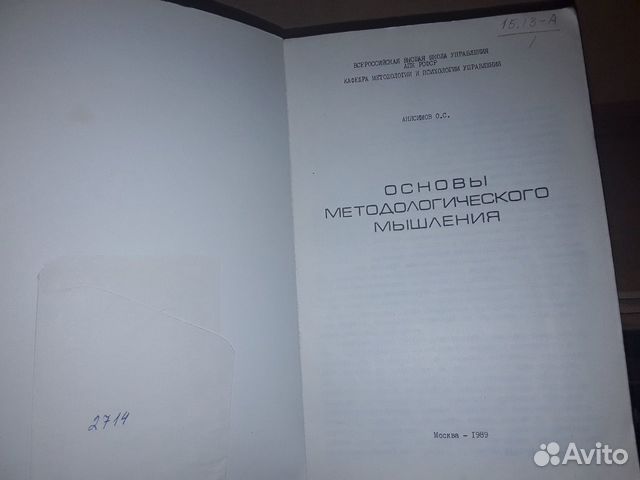 15.13-А
1
ВСЕРОССИЙСКАЯ ВЫСШАЯ ШКОЛА УПРАВЛЕНИЯ
АПК РСФСР
КАФЕДРА МЕТОДОЛОГИИ И ПСИХОЛОГИИ УПРАВЛЕНИЯ
АНИСИМОВ О.С.
ОСНОВЫ
МЕТОДОЛОГИЧЕСКОГО
МЫШЛЕНИЯ
2714
Москва - 1989
Avito